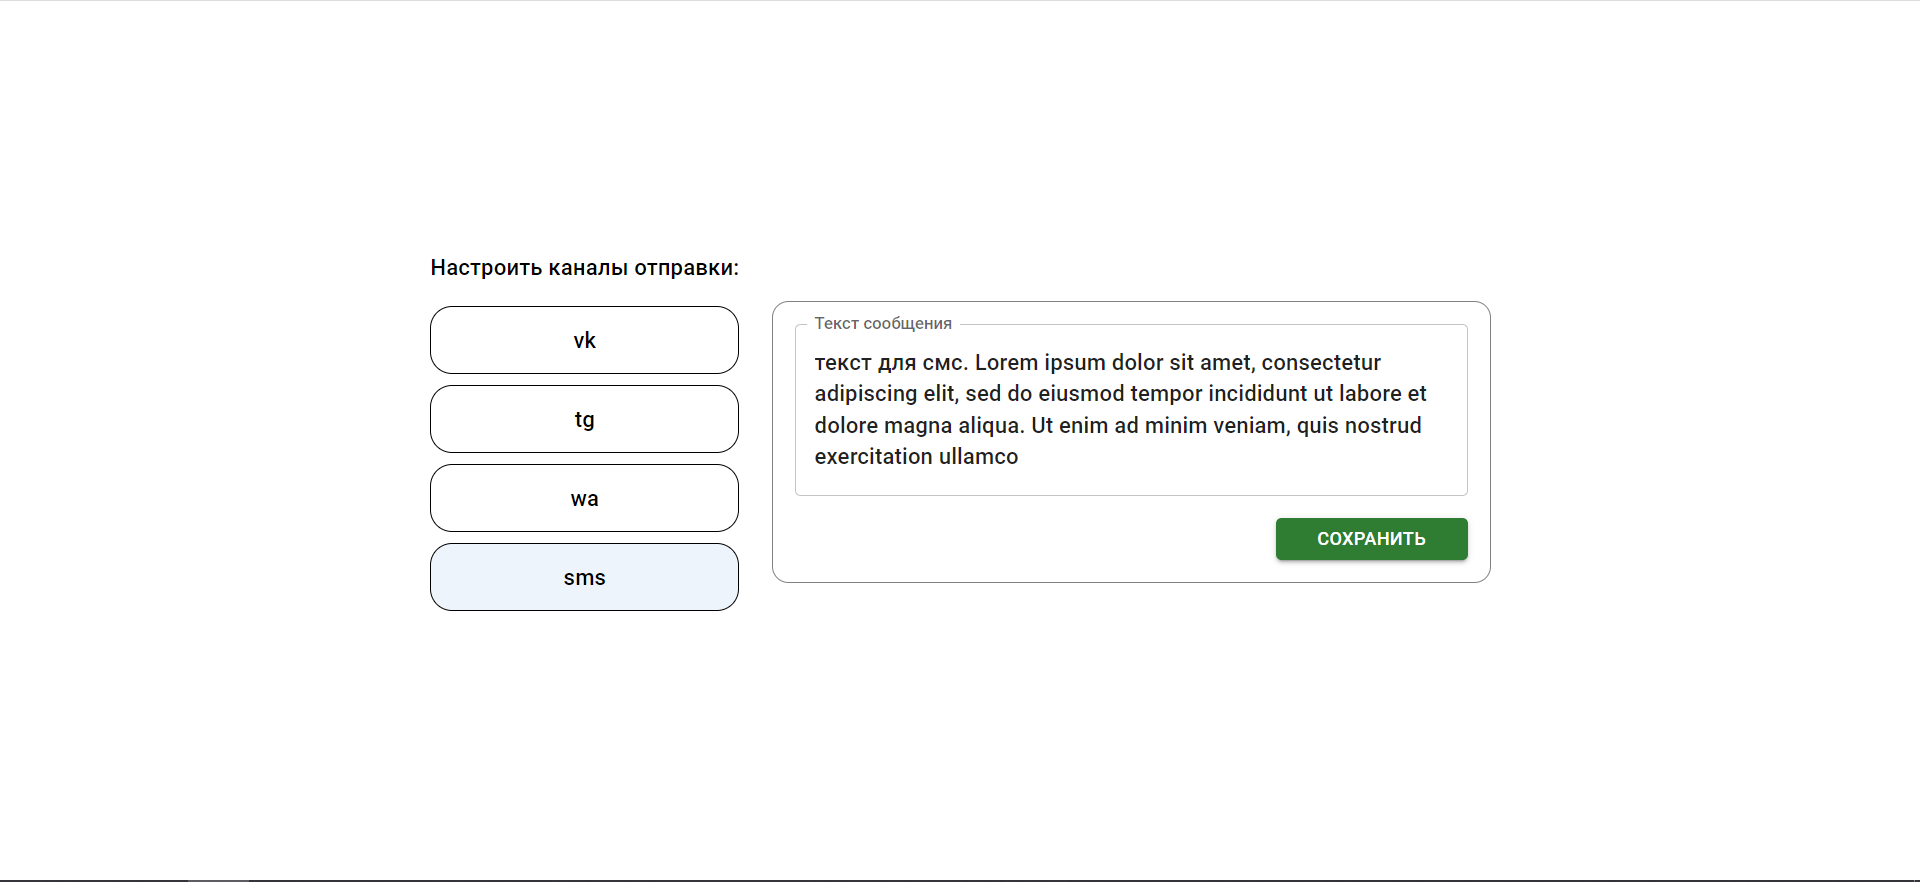 Настроить каналы отправки:
vk
tg
wa
sms
Текст сообщения
текст для смс. Lorem ipsum dolor sit amet, consectetur
adipiscing elit, sed do eiusmod tempor incididunt ut labore et
dolore magna aliqua. Ut enim ad minim veniam, quis nostrud
exercitation ullamco
СОХРАНИТЬ